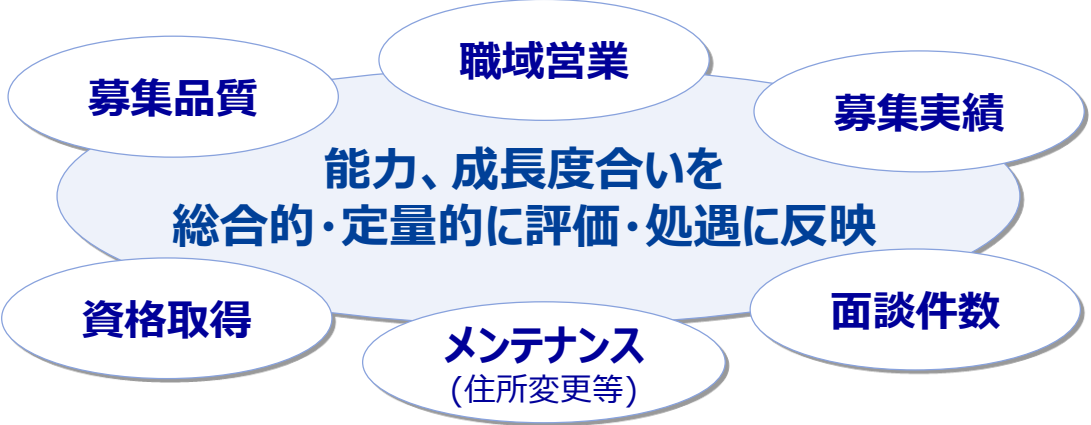 職域営業
募集品質
募集実績
能力、成長度合いを
総合的・定量的に評価・処遇に反映
資格取得
面談件数
メンテナンス
(住所変更等)